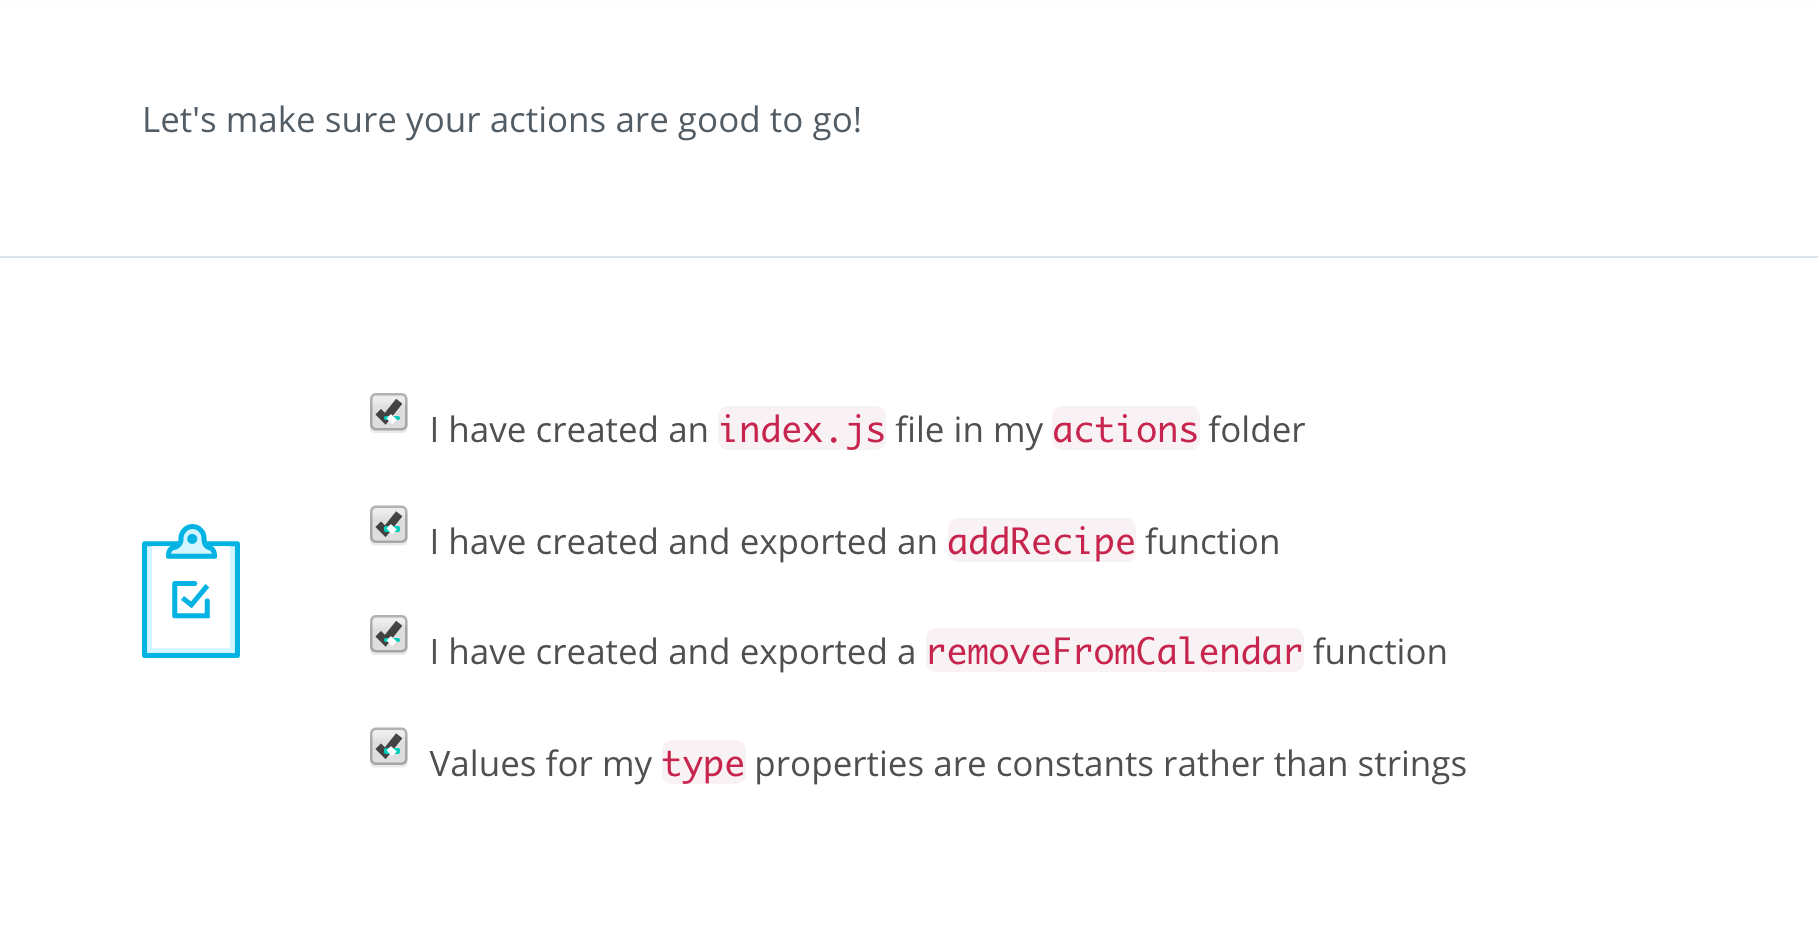 Let's make sure your actions are good to go!
I have created an index.js file in my actions folder
I have created and exported an addRecipe function
I have created and exported a removeFromCalendar function
Values for my type properties are constants rather than strings